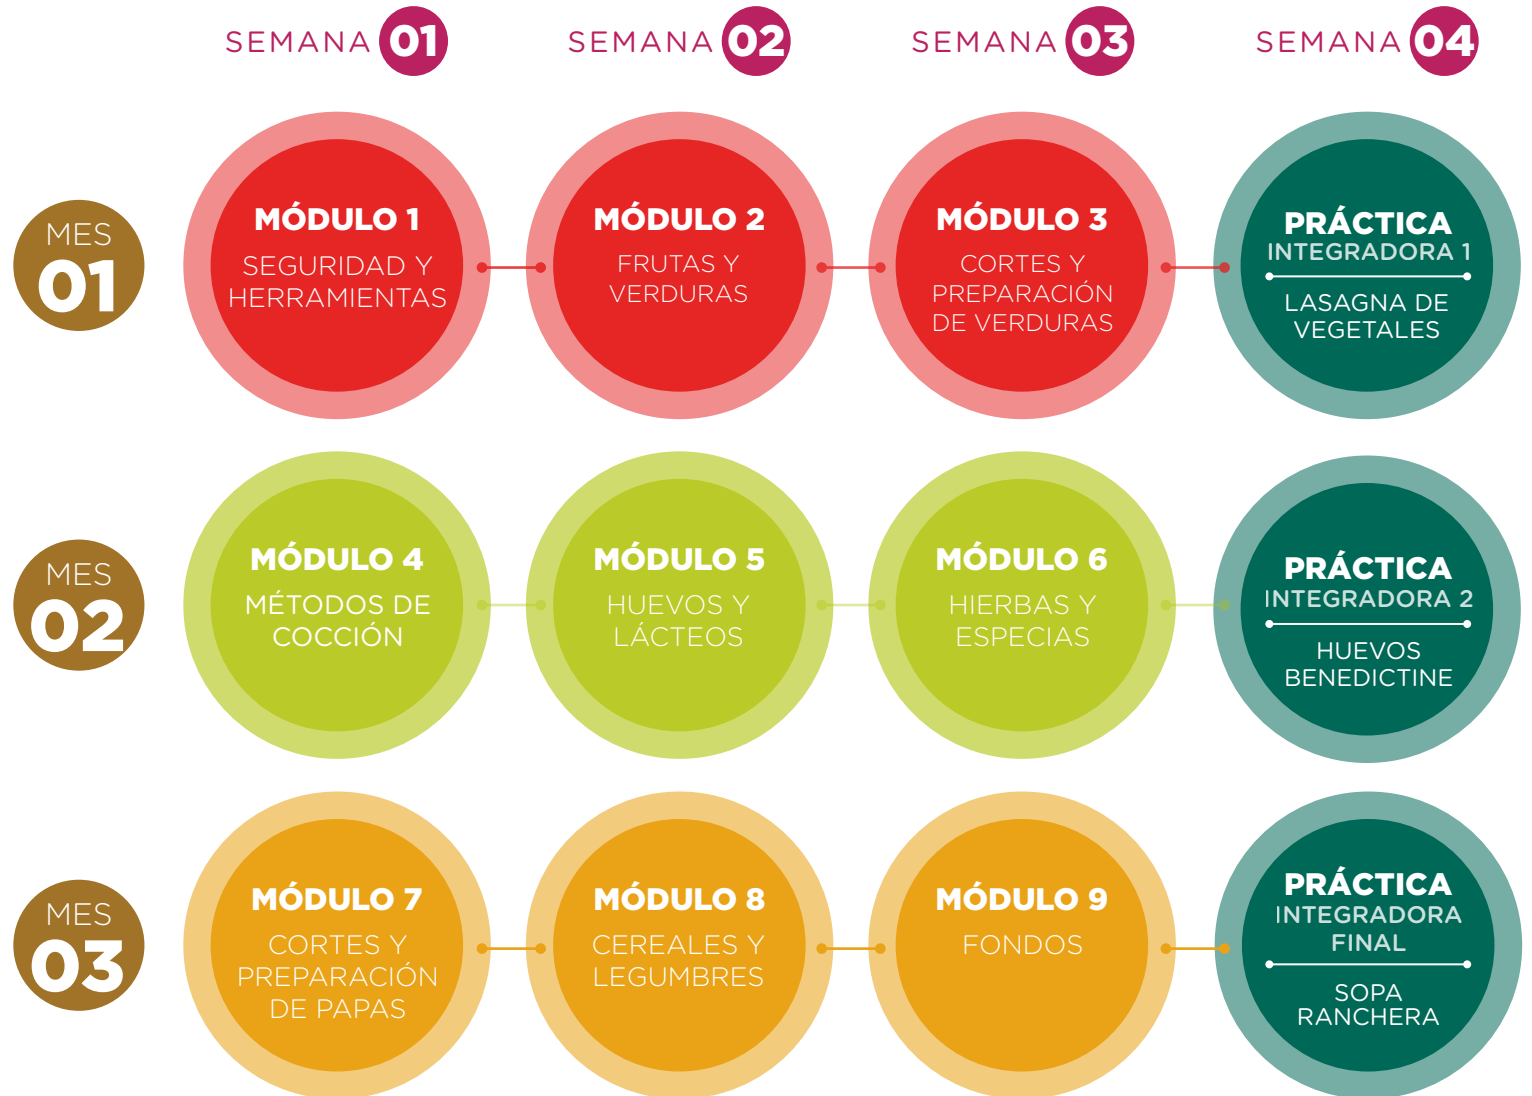 SEMANA 01
SEMANA 02
SEMANA 03
SEMANA 04
MES
01
MÓDULO 1
SEGURIDAD Y
HERRAMIENTAS
MÓDULO 2
FRUTAS Y
VERDURAS
MÓDULO 3
CORTES Y
PREPARACIÓN
DE VERDURAS
PRÁCTICA
INTEGRADORA 1
LASAGNA DE
VEGETALES
MES
02
MÓDULO 4
MÉTODOS DE
COCCIÓN
MÓDULO 5
HUEVOS Y
LÁCTEOS
MÓDULO 6
HIERBAS Y
ESPECIAS
PRÁCTICA
INTEGRADORA 2
HUEVOS
BENEDICTINE
MES
03
MÓDULO 7
CORTES Y
PREPARACIÓN
DE PAPAS
MÓDULO 8
CEREALES Y
LEGUMBRES
MÓDULO 9
FONDOS
PRÁCTICA
INTEGRADORA
FINAL
SOPA
RANCHERA